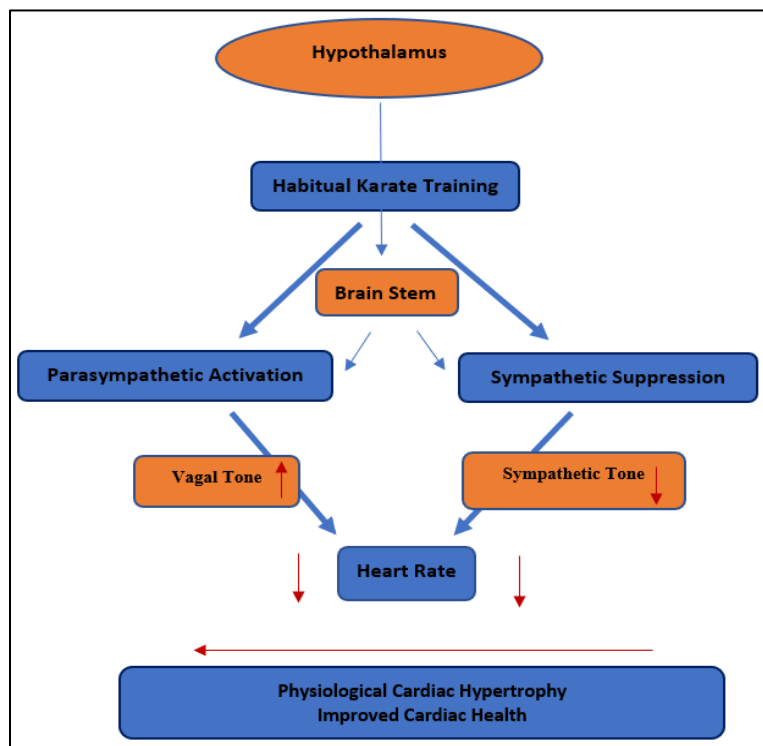 Hypothalamus
Habitual Karate Training
Brain Stem
Parasympathetic Activation
Sympathetic Suppression
Vagal Tone
Sympathetic Tone
Heart Rate
Physiological Cardiac Hypertrophy
Improved Cardiac Health